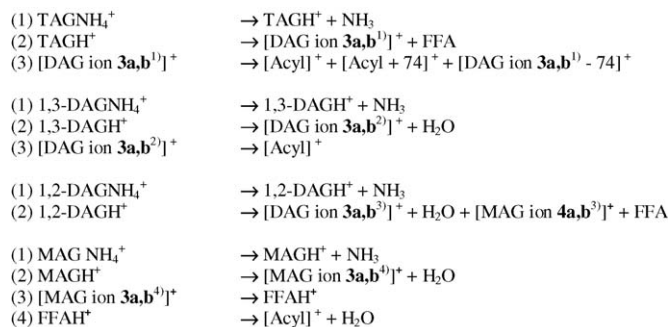 (1) TAGNH₄⁺ → TAGH⁺ + NH₃
(2) TAGH⁺ → [DAG ion 3a,b¹⁾]⁺ + FFA
(3) [DAG ion 3a,b¹⁾]⁺ → [Acyl]⁺ + [Acyl + 74]⁺ + [DAG ion 3a,b¹⁾ - 74]⁺
(1) 1,3-DAGNH₄⁺ → 1,3-DAGH⁺ + NH₃
(2) 1,3-DAGH⁺ → [DAG ion 3a,b²⁾]⁺ + H₂O
(3) [DAG ion 3a,b²⁾]⁺ → [Acyl]⁺
(1) 1,2-DAGNH₄⁺ → 1,2-DAGH⁺ + NH₃
(2) 1,2-DAGH⁺ → [DAG ion 3a,b³⁾]⁺ + H₂O + [MAG ion 4a,b³⁾]⁺ + FFA
(1) MAG NH₄⁺ → MAGH⁺ + NH₃
(2) MAGH⁺ → [MAG ion 3a,b⁴⁾]⁺ + H₂O
(3) [MAG ion 3a,b⁴⁾]⁺ → FFAH⁺
(4) FFAH⁺ → [Acyl]⁺ + H₂O